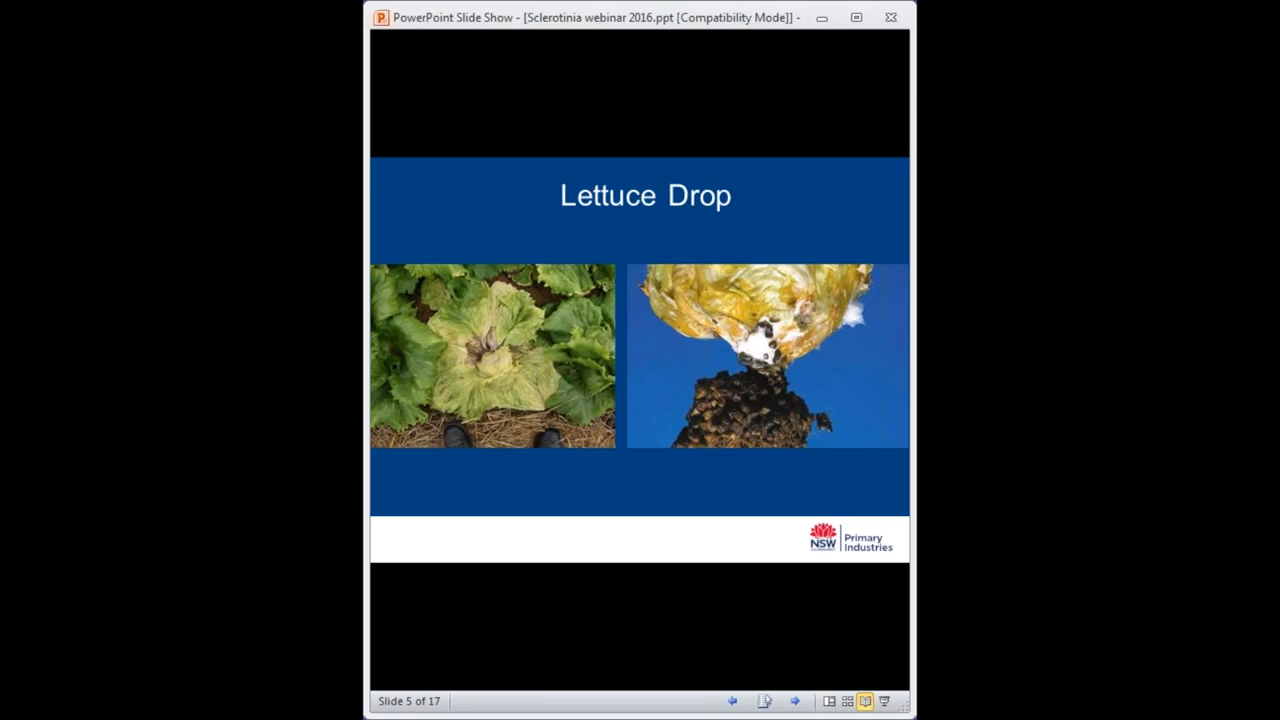 PowerPoint Slide Show - [Sclerotinia webinar 2016.ppt [Compatibility Mode]] -
Lettuce Drop
NSW
Primary
Industries
Slide 5 of 17